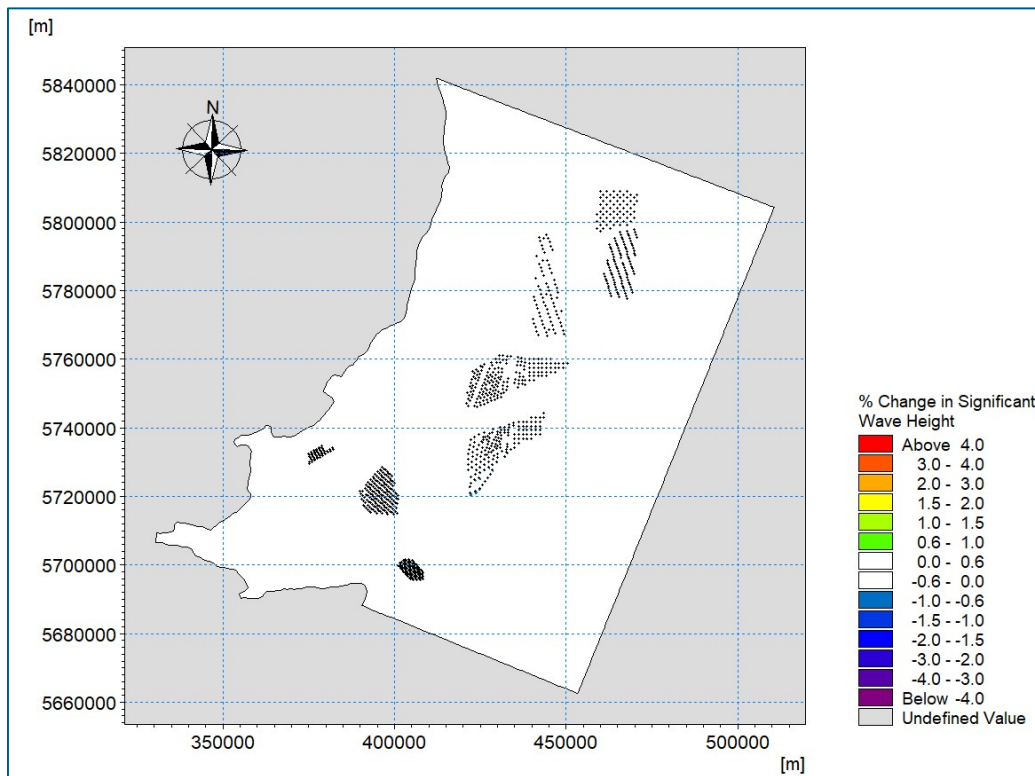 [m]
5840000
N
5820000
5800000
5780000
5760000
5740000
5720000
5700000
5680000
5660000
350000 400000 450000 500000
[m]
% Change in Significant
Wave Height
Above 4.0
3.0 - 4.0
2.0 - 3.0
1.5 - 2.0
1.0 - 1.5
0.6 - 1.0
0.0 - 0.6
-0.6 - 0.0
-1.0 - -0.6
-1.5 - -1.0
-2.0 - -1.5
-3.0 - -2.0
-4.0 - -3.0
Below -4.0
Undefined Value